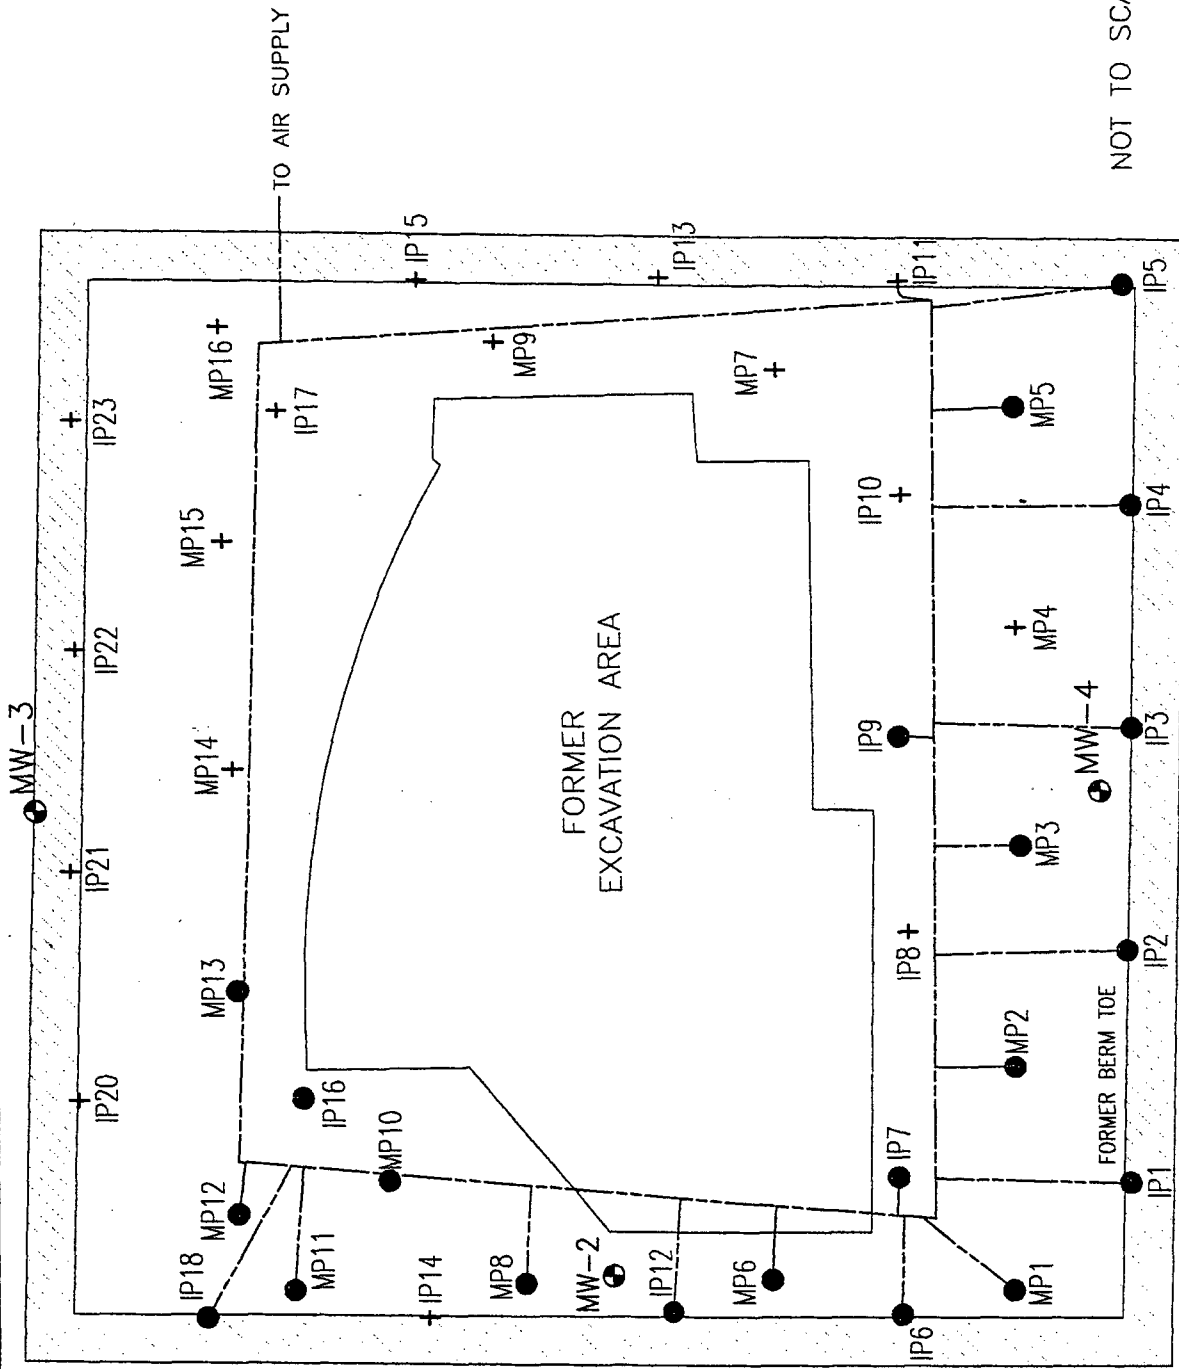 TO AIR SUPPLY
NOT TO SCA
MW-3
IP20
IP21
IP22
IP23
MP13
MP14
MP15
MP16
IP17
IP15
IP13
IP11
IP5
MP9
MP7
MP5
IP10
IP4
MP4
IP9
IP3
MW-4
MP3
IP8
IP2
MP2
FORMER BERM TOE
IP7
IP1
FORMER
EXCAVATION AREA
IP16
MP10
MP12
IP18
MP11
IP14
MP8
MW-2
IP12
MP6
IP6
MP1